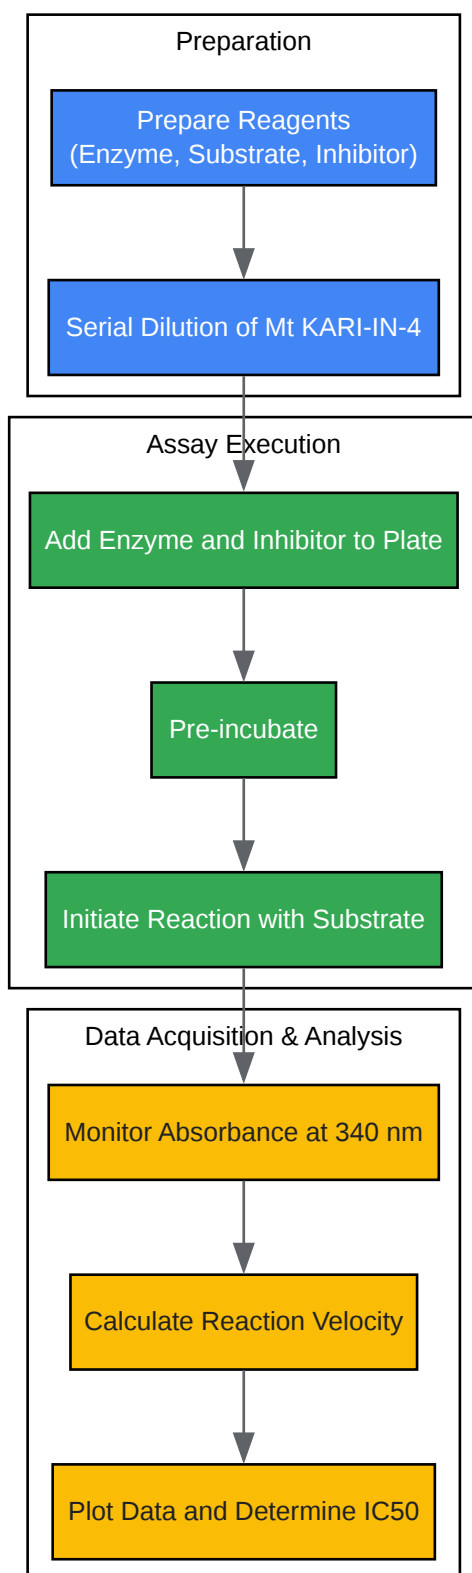 Preparation
Prepare Reagents
(Enzyme, Substrate, Inhibitor)
Serial Dilution of Mt KARI-IN-4
Assay Execution
Add Enzyme and Inhibitor to Plate
Pre-incubate
Initiate Reaction with Substrate
Data Acquisition & Analysis
Monitor Absorbance at 340 nm
Calculate Reaction Velocity
Plot Data and Determine IC50